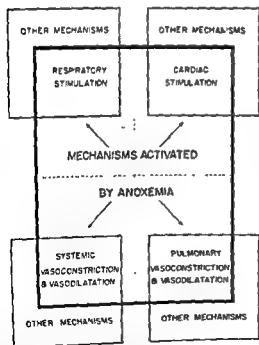 OTHER MECHANISMS
OTHER MECHANISMS
RESPIRATORY
STIMULATION
CARDIAC
STIMULATION
MECHANISMS ACTIVATED
BY ANOXEMIA
SYSTEMIC
VASOCONSTRICTION
& VASODILATATION
PULMONARY
VASOCONSTRICTION
& VASODILATATION
OTHER MECHANISMS
OTHER MECHANISMS